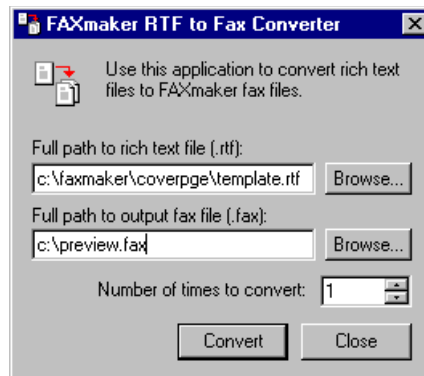 FAXmaker RTF to Fax Converter
Use this application to convert rich text
files to FAXmaker fax files.
Full path to rich text file (.rtf):
c:\faxmaker\coverpge\template.rtf Browse...
Full path to output fax file (.fax):
c:\preview.fax Browse...
Number of times to convert: 1
Convert Close